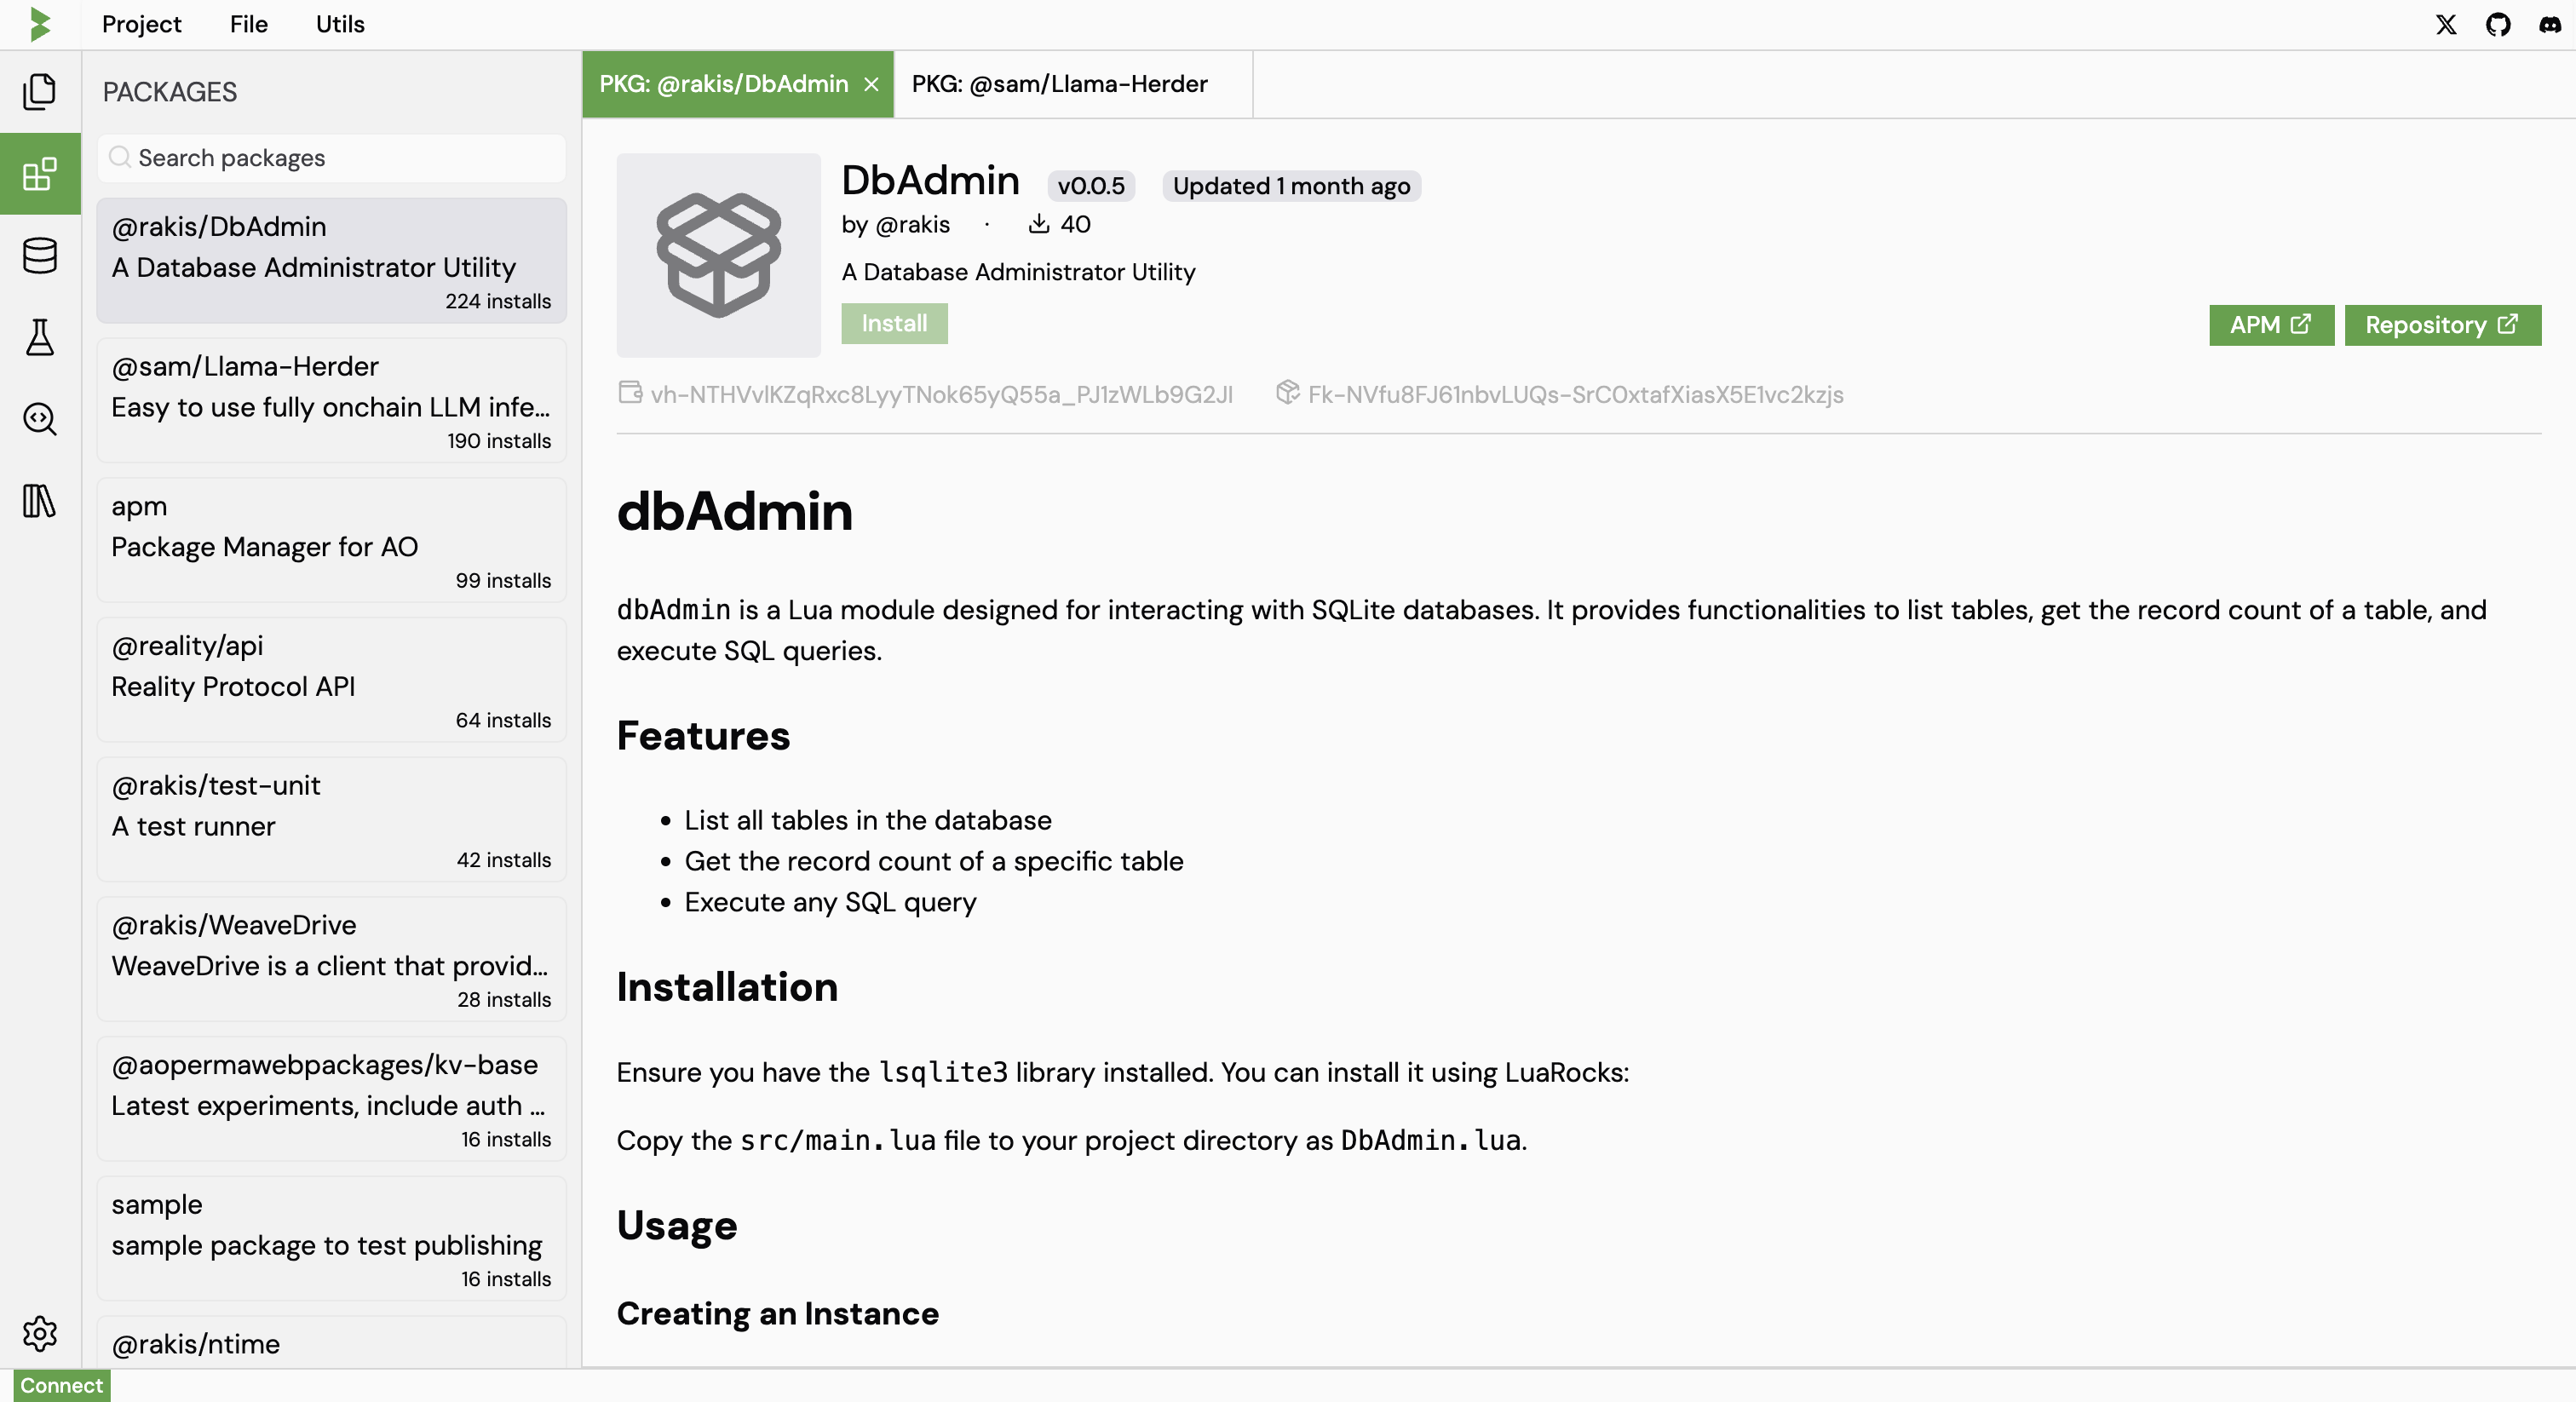 Project File Utils
PACKAGES
Search packages
@rakis/DbAdmin
A Database Administrator Utility
224 installs
@sam/Llama-Herder
Easy to use fully onchain LLM infe...
190 installs
apm
Package Manager for AO
99 installs
@reality/api
Reality Protocol API
64 installs
@rakis/test-unit
A test runner
42 installs
@rakis/WeaveDrive
WeaveDrive is a client that provid...
28 installs
@aopermawebpackages/kv-base
Latest experiments, include auth ...
16 installs
sample
sample package to test publishing
16 installs
@rakis/ntime
Connect
PKG: @rakis/DbAdmin PKG: @sam/Llama-Herder
DbAdmin v0.0.5 Updated 1 month ago
by @rakis · 40
A Database Administrator Utility
Install
APM Repository
vh-NTHVvlKZqRxc8LyyTNok65yQ55a_PJ1zWLb9G2JI Fk-NVfu8FJ61nbvLUQs-SrC0xtafXiasX5E1vc2kzjs
dbAdmin
dbAdmin is a Lua module designed for interacting with SQLite databases. It provides functionalities to list tables, get the record count of a table, and
execute SQL queries.
Features
• List all tables in the database
• Get the record count of a specific table
• Execute any SQL query
Installation
Ensure you have the lsqlite3 library installed. You can install it using LuaRocks:
Copy the src/main.lua file to your project directory as DbAdmin.lua.
Usage
Creating an Instance